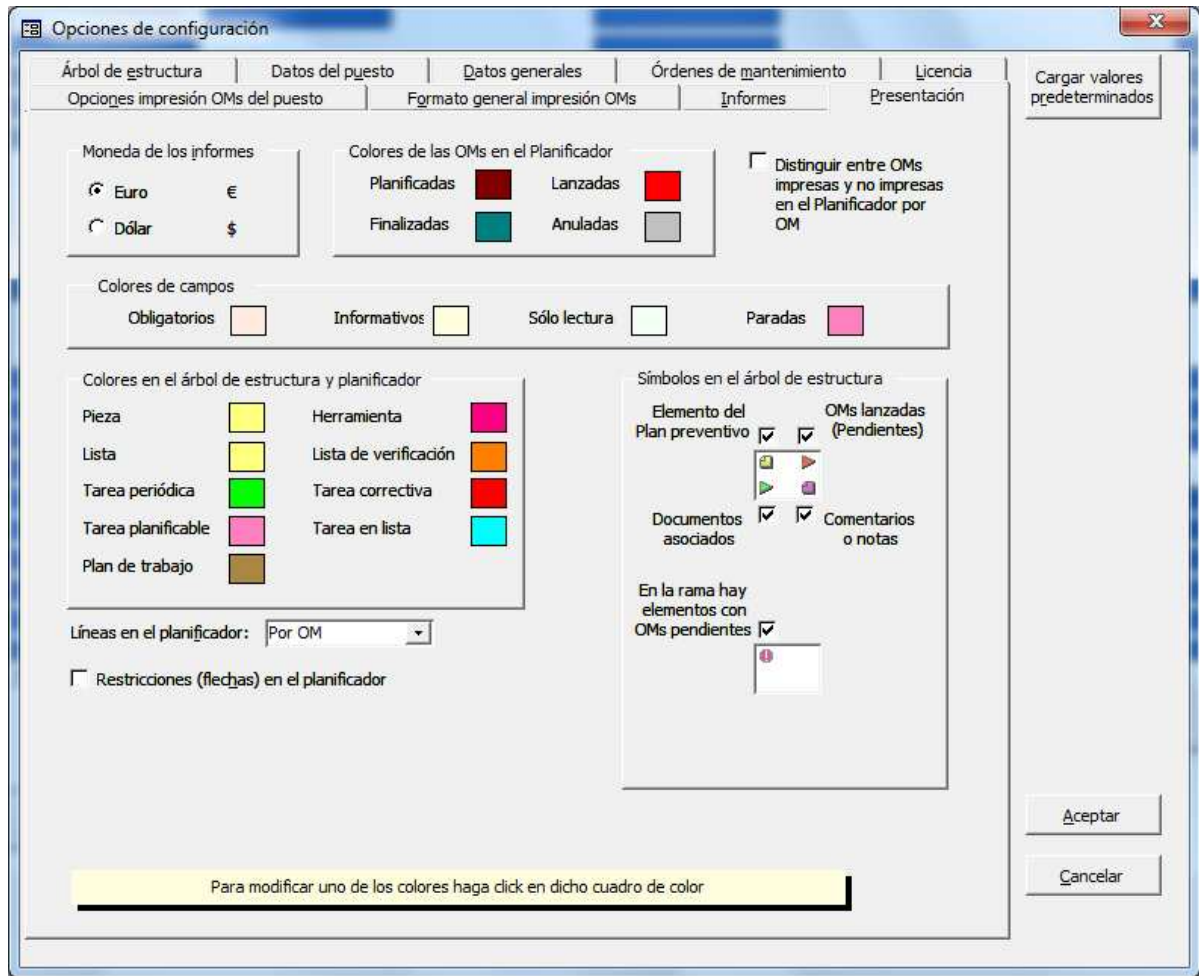 Opciones de configuración
Árbol de estructura
Datos del puesto
Datos generales
Órdenes de mantenimiento
Licencia
Opciones impresión OMs del puesto
Formato general impresión OMs
Informes
Presentación
Cargar valores
predeterminados
Moneda de los informes
Euro €
Dólar $
Colores de las OMs en el Planificador
Planificadas
Lanzadas
Finalizadas
Anuladas
Distinguir entre OMs
impresas y no impresas
en el Planificador por
OM
Colores de campos
Obligatorios
Informativos
Sólo lectura
Paradas
Colores en el árbol de estructura y planificador
Pieza
Herramienta
Lista
Lista de verificación
Tarea periódica
Tarea correctiva
Tarea planificable
Tarea en lista
Plan de trabajo
Símbolos en el árbol de estructura
Elemento del
Plan preventivo
OMs lanzadas
(Pendientes)
Documentos
asociados
Comentarios
o notas
En la rama hay
elementos con
OMs pendientes
Líneas en el planificador: Por OM
Restricciones (flechas) en el planificador
Para modificar uno de los colores haga click en dicho cuadro de color
Aceptar
Cancelar